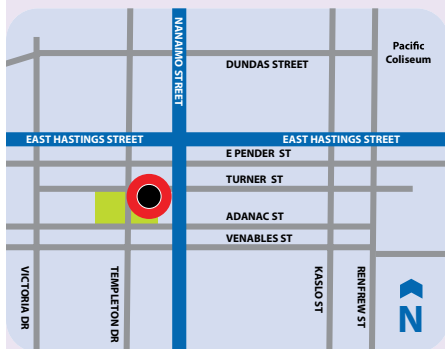 NANAIMO STREET
DUNDAS STREET
Pacific
Coliseum
EAST HASTINGS STREET
EAST HASTINGS STREET
E PENDER ST
TURNER ST
ADANAC ST
VENABLES ST
VICTORIA DR
TEMPLETON DR
KASLO ST
RENFREW ST
N